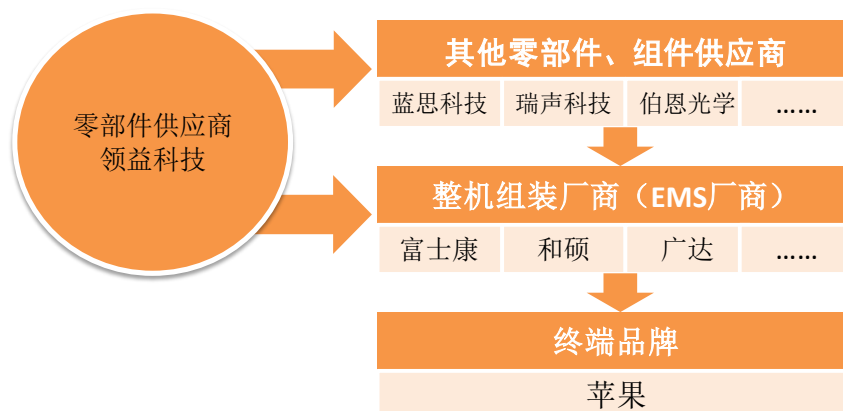 零部件供应商
领益科技
其他零部件、组件供应商
蓝思科技 瑞声科技 伯恩光学 ……
整机组装厂商（EMS厂商）
富士康 和硕 广达 ……
终端品牌
苹果